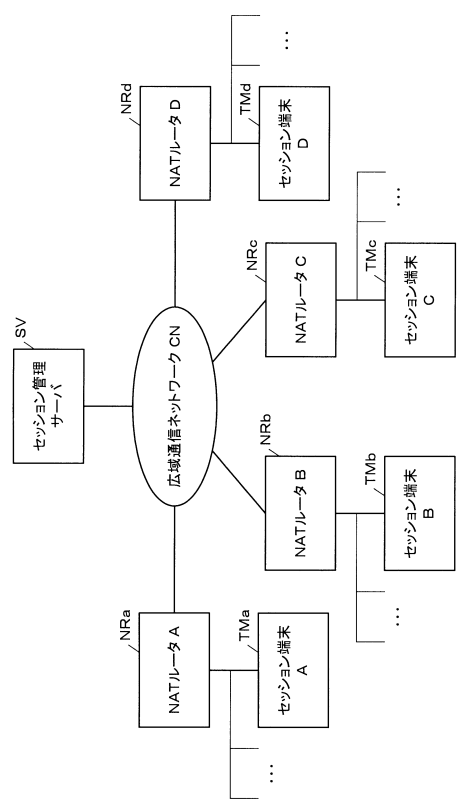 SV
セッション管理
サーバ
広域通信ネットワーク CN
NRa
NATルータ A
TMa
セッション端末
A
…
NRb
NATルータ B
TMb
セッション端末
B
…
NRc
NATルータ C
TMc
セッション端末
C
…
NRd
NATルータ D
TMd
セッション端末
D
…